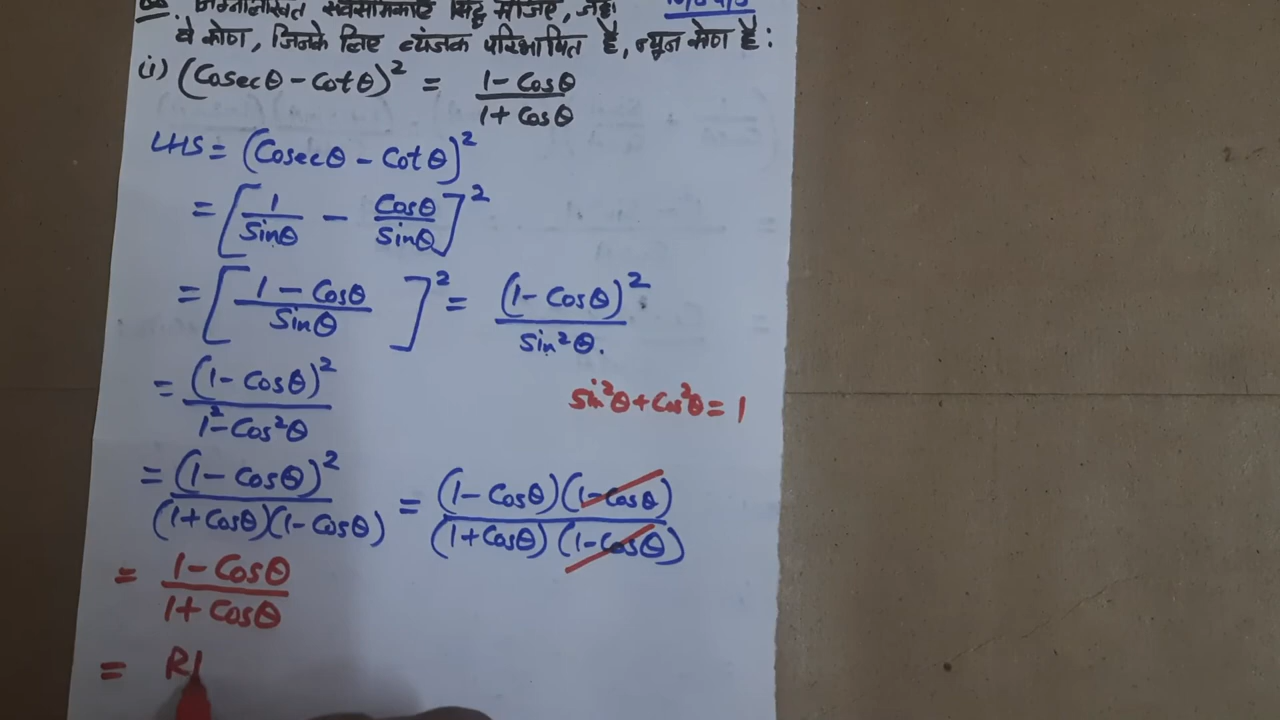 निम्नलिखित सर्वसमिकाएँ सिद्ध कीजिए, जहाँ
वे कोण, जिनके लिए व्यंजक परिभाषित है, न्यून कोण है :
(i) (Cosecθ - Cotθ)² = (1 - Cosθ)/(1 + Cosθ)
LHS = (Cosecθ - Cotθ)²
= [1/Sinθ - Cosθ/Sinθ]²
= [(1 - Cosθ)/Sinθ]² = (1 - Cosθ)²/Sin²θ.
= (1 - Cosθ)²/(1² - Cos²θ)
Sin²θ + Cos²θ = 1
= (1 - Cosθ)²/((1 + Cosθ)(1 - Cosθ)) = ((1 - Cosθ)(1 - Cosθ))/((1 + Cosθ)(1 - Cosθ))
= (1 - Cosθ)/(1 + Cosθ)
= R